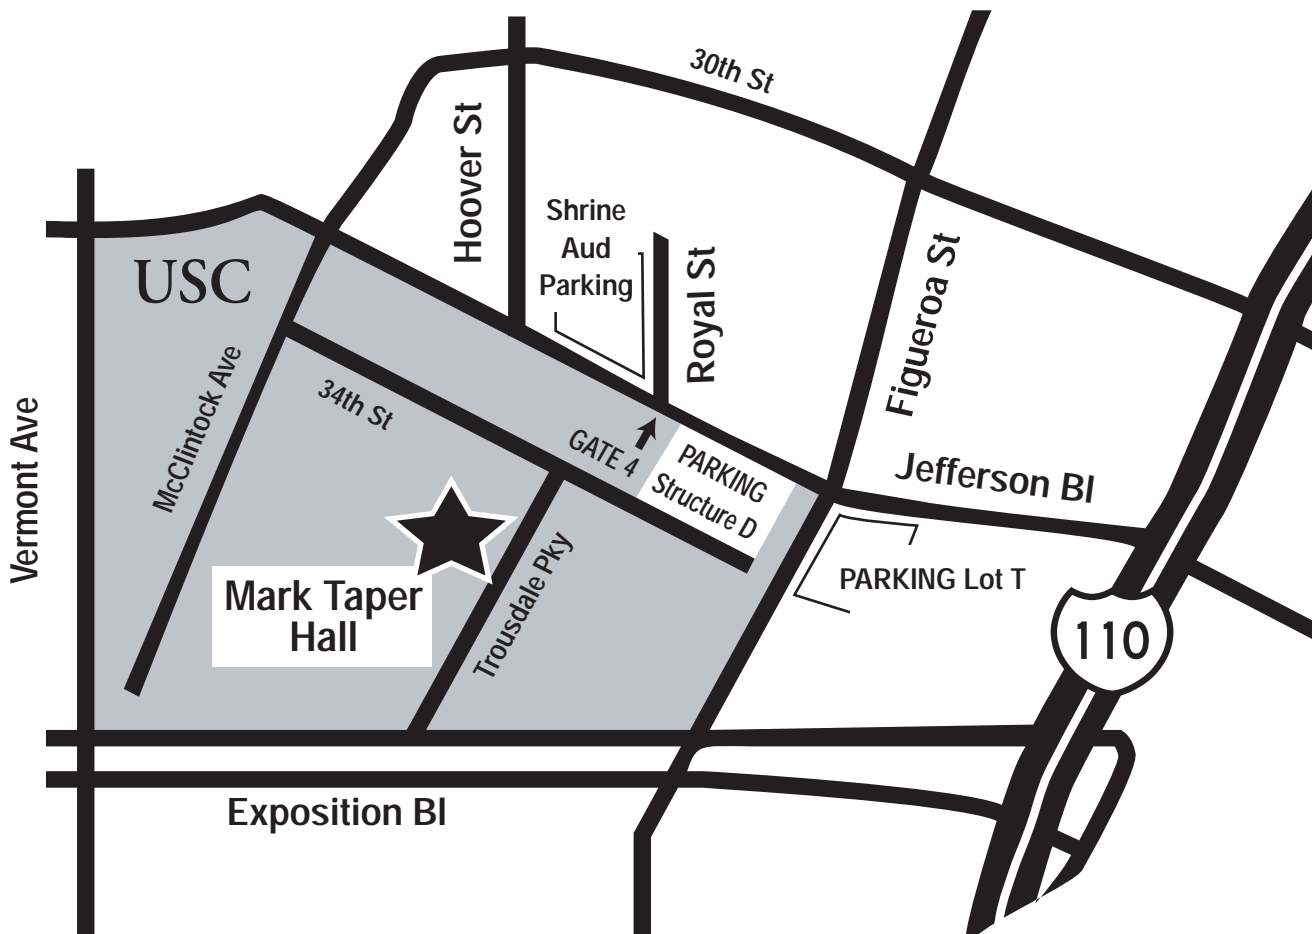 30th St
Hoover St
Shrine
Aud
Parking
Royal St
Figueroa St
USC
McClintock Ave
34th St
GATE 4
PARKING
Structure D
Jefferson Bl
Vermont Ave
PARKING Lot T
Mark Taper
Hall
Trousdale Pky
110
Exposition Bl